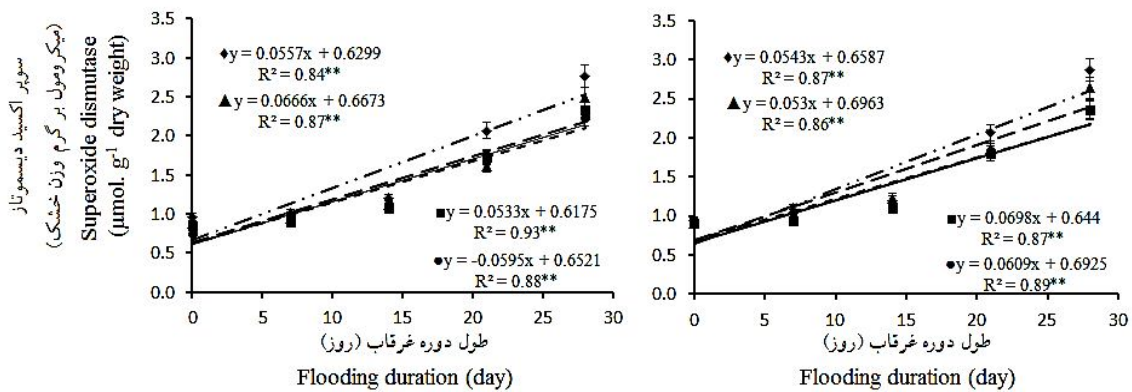 سوپر اکسید دیسموتاز
(میکرومول بر گرم وزن خشک)
Superoxide dismutase
(µmol. g⁻¹ dry weight)
3.5
3.0
2.5
2.0
1.5
1.0
0.5
0.0
y = 0.0557x + 0.6299
R² = 0.84**
y = 0.0666x + 0.6673
R² = 0.87**
y = 0.0533x + 0.6175
R² = 0.93**
y = -0.0595x + 0.6521
R² = 0.88**
0 5 10 15 20 25 30
طول دوره غرقاب (روز)
Flooding duration (day)
3.5
3.0
2.5
2.0
1.5
1.0
0.5
0.0
y = 0.0543x + 0.6587
R² = 0.87**
y = 0.053x + 0.6963
R² = 0.86**
y = 0.0698x + 0.644
R² = 0.87**
y = 0.0609x + 0.6925
R² = 0.89**
0 5 10 15 20 25 30
طول دوره غرقاب (روز)
Flooding duration (day)